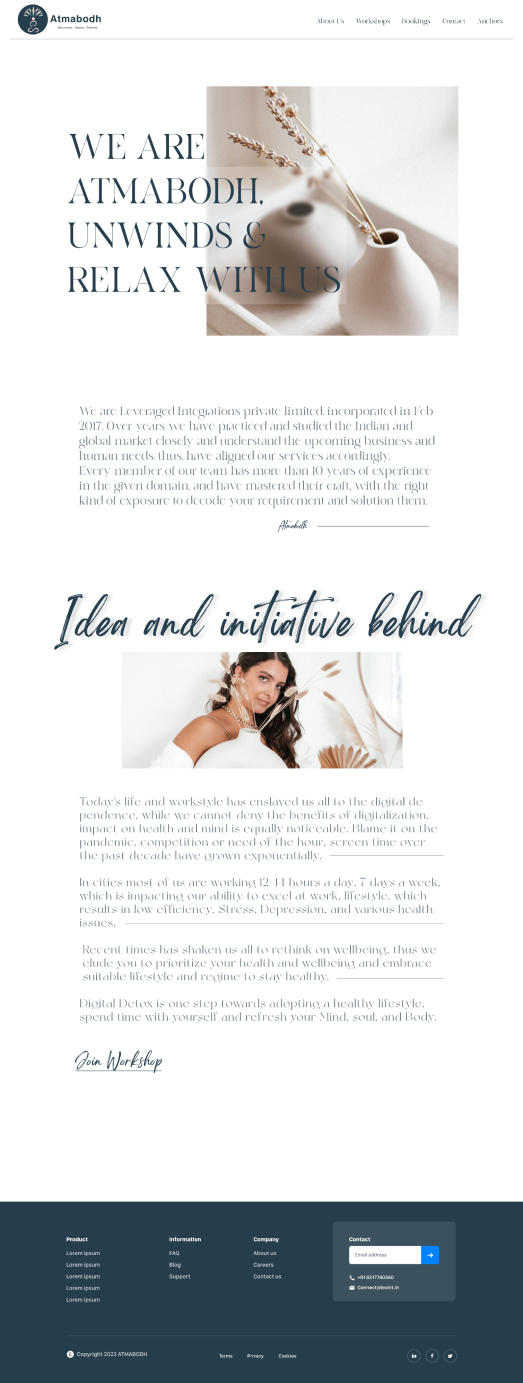 Atmabodh
About Us Workshops Bookings Contact Anchors
WE ARE
ATMABODH,
UNWINDS &
RELAX WITH US
We are Leveraged Integrations private limited, incorporated in Feb
2017. Over years we have practiced and studied the Indian and
global market closely and understand the upcoming business and
human needs, thus, have aligned our services accordingly.
Every member of our team has more than 10 years of experience
in the given domain, and have mastered their craft, with the right
kind of exposure to decode your requirement and solution them.
Atmabodh
Idea and initiative behind
Today's life and workstyle has enslaved us all to the digital de
pendence, while we cannot deny the benefits of digitalization,
impact on health and mind is equally noticeable. Blame it on the
pandemic, competition or need of the hour, screen time over
the past decade have grown exponentially.
In cities most of us are working 12-14 hours a day, 7 days a week,
which is impacting our ability to excel at work, lifestyle, which
results in low efficiency, Stress, Depression, and various health
issues.
Recent times has shaken us all to rethink on wellbeing, thus we
elude you to prioritize your health and wellbeing and embrace
suitable lifestyle and regime to stay healthy.
Digital Detox is one step towards adopting a healthy lifestyle,
spend time with yourself and refresh your Mind, soul, and Body.
Join Workshop
Product Information Company Contact
Lorem ipsum FAQ About us Email address
Lorem ipsum Blog Careers
Lorem ipsum Support Contact us +91 8217740360
Lorem ipsum Connect@levint.in
Lorem ipsum
Copyright 2022 ATMABODH Terms Privacy Cookies